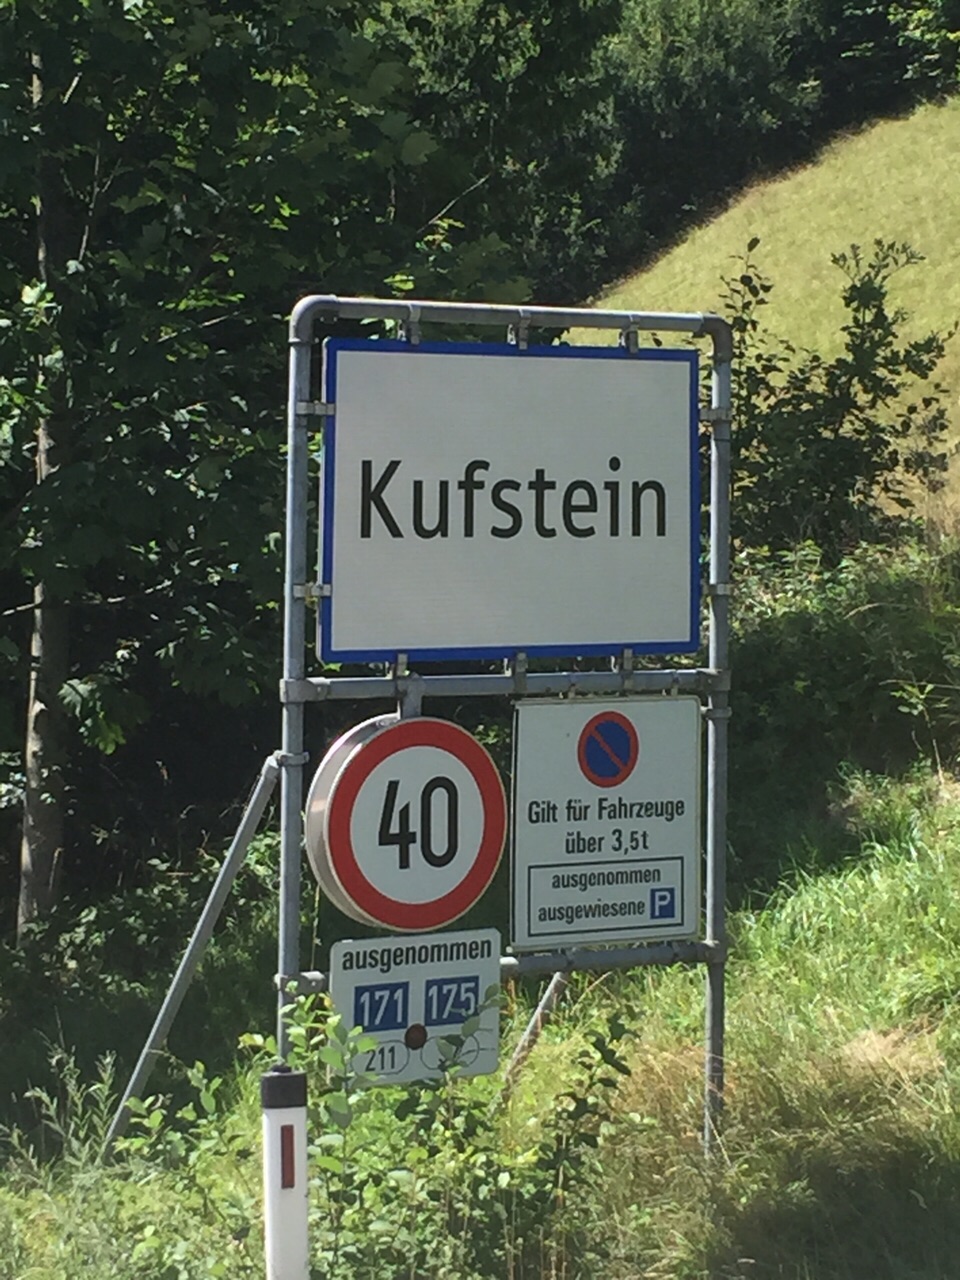 Kufstein
40
ausgenommen
171 175
211
Gilt für Fahrzeuge
über 3,5t
ausgenommen
ausgewiesene P